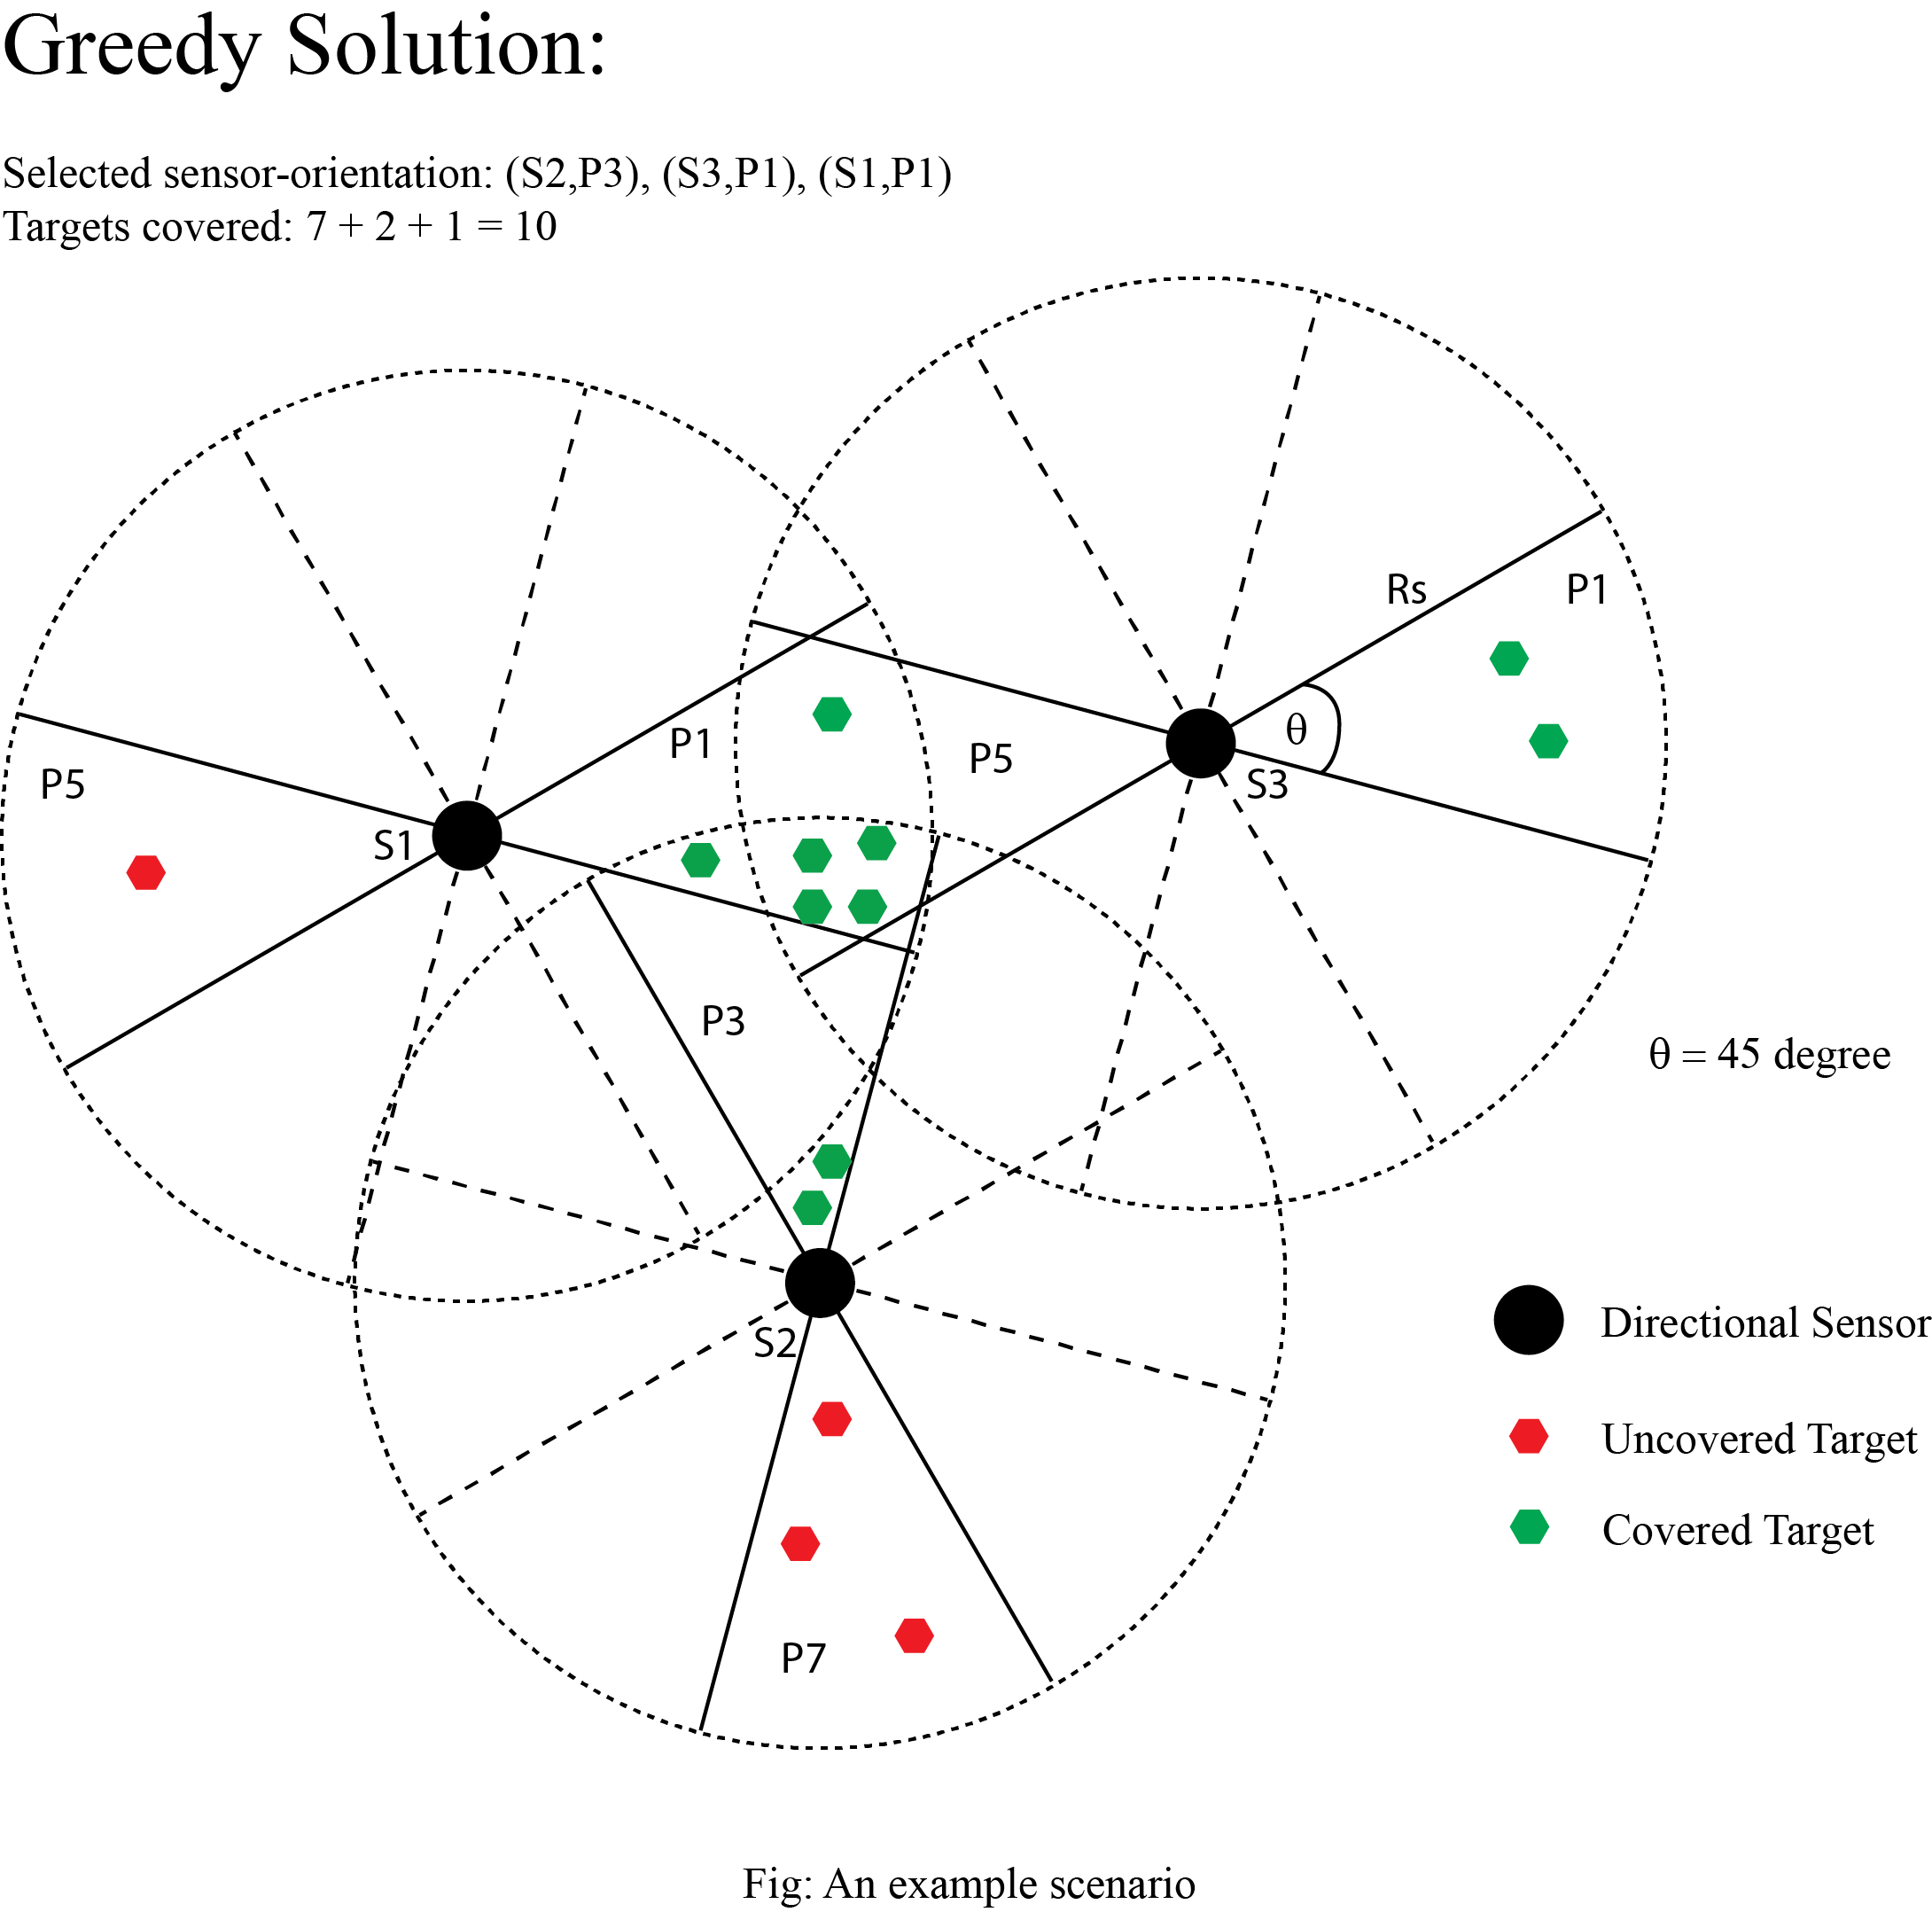 Greedy Solution:
Selected sensor-orientation: (S2,P3), (S3,P1), (S1,P1)
Targets covered: 7 + 2 + 1 = 10
Rs
P1
P1
θ
P5
S3
P5
S1
P3
θ = 45 degree
S2
Directional Sensor
Uncovered Target
Covered Target
P7
Fig: An example scenario